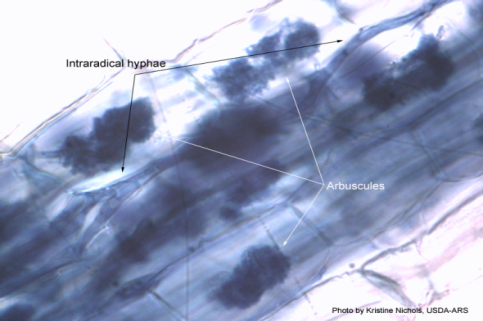 Intraradical hyphae
Arbuscules
Photo by Kristine Nichols, USDA-ARS